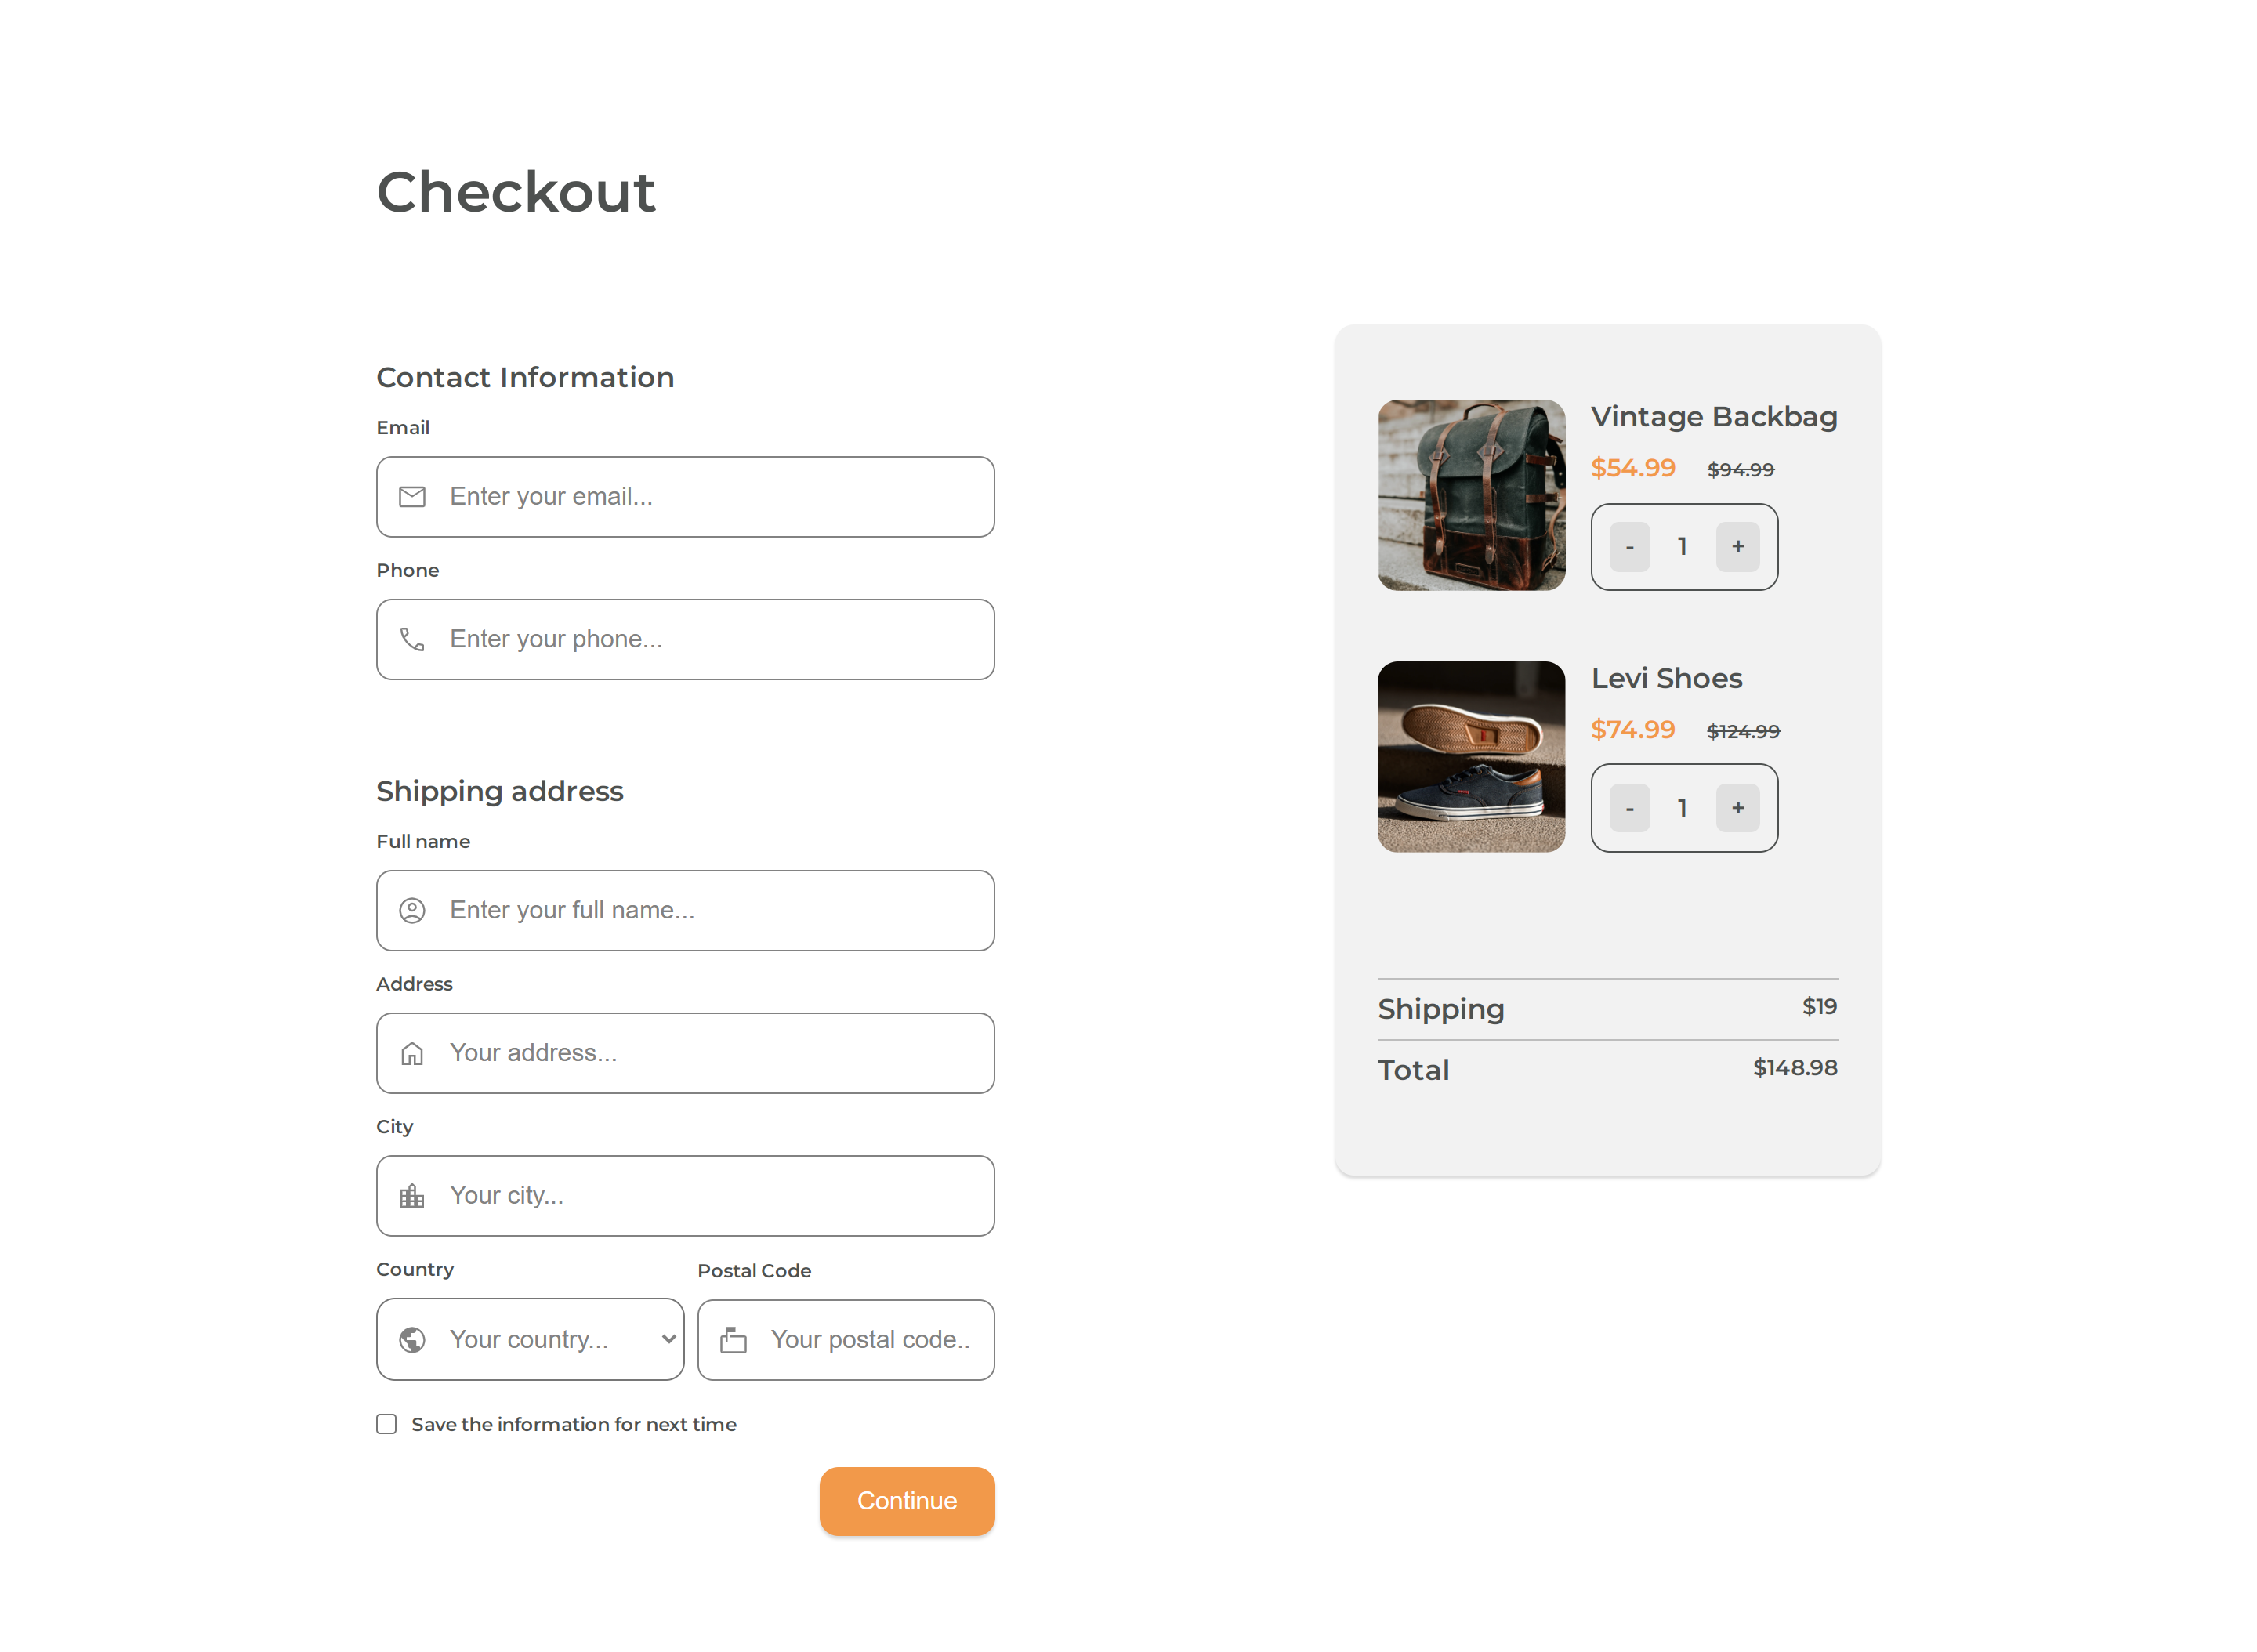 Checkout
Contact Information
Email
Enter your email...
Phone
Enter your phone...
Shipping address
Full name
Enter your full name...
Address
Your address...
City
Your city...
Country
Your country...
Postal Code
Your postal code..
Save the information for next time
Continue
Vintage Backbag
$54.99 $94.99
- 1 +
Levi Shoes
$74.99 $124.99
- 1 +
Shipping $19
Total $148.98